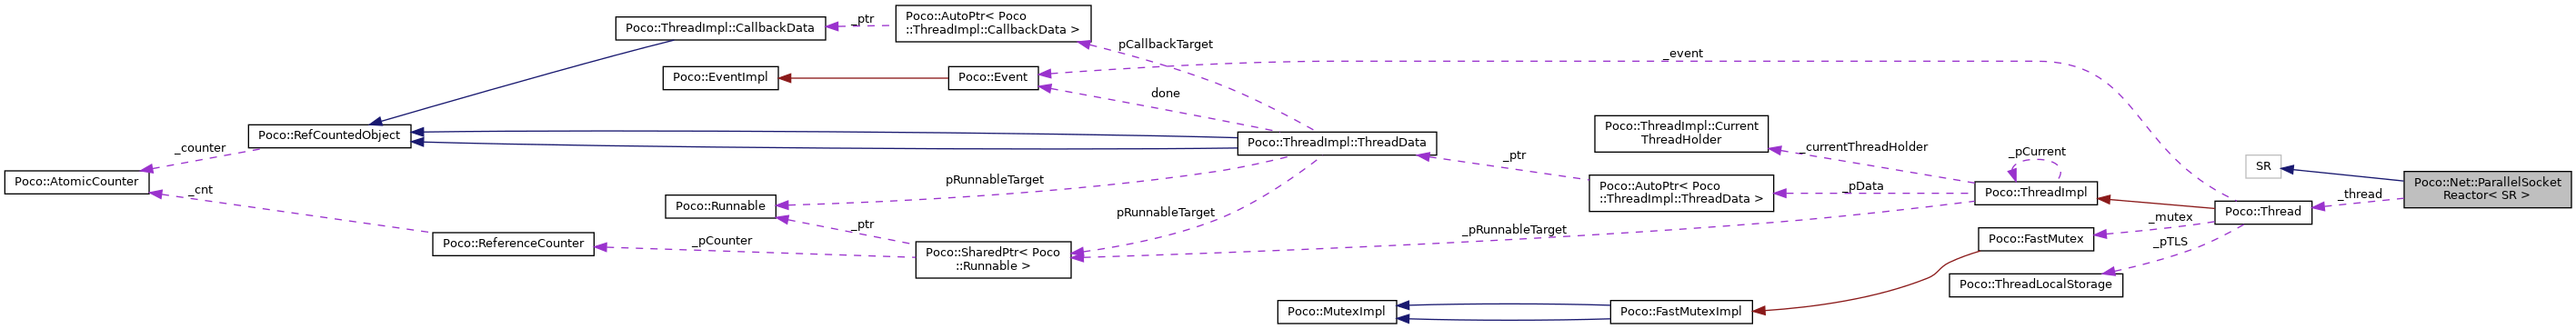 Poco::ThreadImpl::CallbackData
_ptr
Poco::AutoPtr< Poco
::ThreadImpl::CallbackData >
pCallbackTarget
_event
Poco::EventImpl
Poco::Event
done
Poco::RefCountedObject
Poco::ThreadImpl::ThreadData
Poco::ThreadImpl::Current
ThreadHolder
_counter
_ptr
_currentThreadHolder
_pCurrent
SR
Poco::AtomicCounter
_cnt
pRunnableTarget
Poco::AutoPtr< Poco
::ThreadImpl::ThreadData >
_pData
Poco::ThreadImpl
_thread
Poco::Net::ParallelSocket
Reactor< SR >
Poco::Runnable
_ptr
pRunnableTarget
_mutex
Poco::Thread
Poco::ReferenceCounter
_pCounter
Poco::SharedPtr< Poco
::Runnable >
_pRunnableTarget
Poco::FastMutex
_pTLS
Poco::ThreadLocalStorage
Poco::MutexImpl
Poco::FastMutexImpl